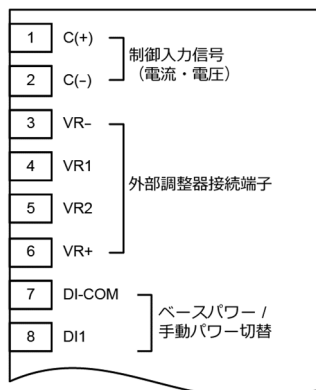 1 C(+)
2 C(-)
制御入力信号
（電流・電圧）
3 VR-
4 VR1
5 VR2
6 VR+
外部調整器接続端子
7 DI-COM
8 DI1
ベースパワー /
手動パワー切替